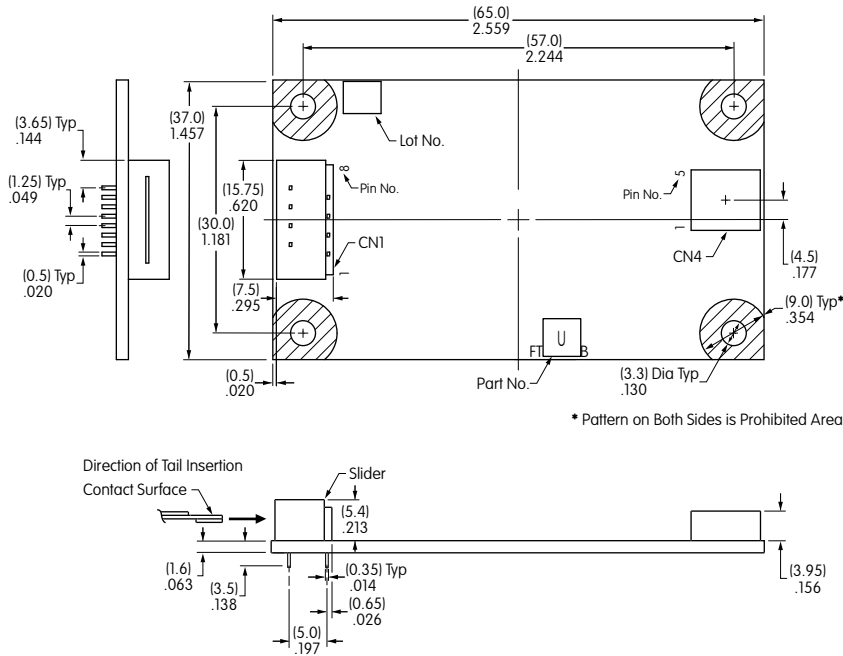 (65.0)
2.559
(57.0)
2.244
(37.0)
1.457
(3.65) Typ
.144
Lot No.
8
Pin No.
5
Pin No.
(1.25) Typ
.049
(15.75)
.620
(30.0)
1.181
CN1
1
1
CN4
(4.5)
.177
(0.5) Typ
.020
(7.5)
.295
(9.0) Typ*
.354
U
FT B
(0.5)
.020
Part No.
(3.3) Dia Typ
.130
* Pattern on Both Sides is Prohibited Area
Direction of Tail Insertion
Contact Surface
Slider
(5.4)
.213
(1.6)
.063
(3.5)
.138
(0.35) Typ
.014
(0.65)
.026
(5.0)
.197
(3.95)
.156